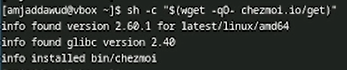 [amjaddawud@vbox ~]$ sh -c "$(wget -qO- chezmoi.io/get)"
info found version 2.60.1 for latest/linux/amd64
info found glibc version 2.40
info installed bin/chezmoi